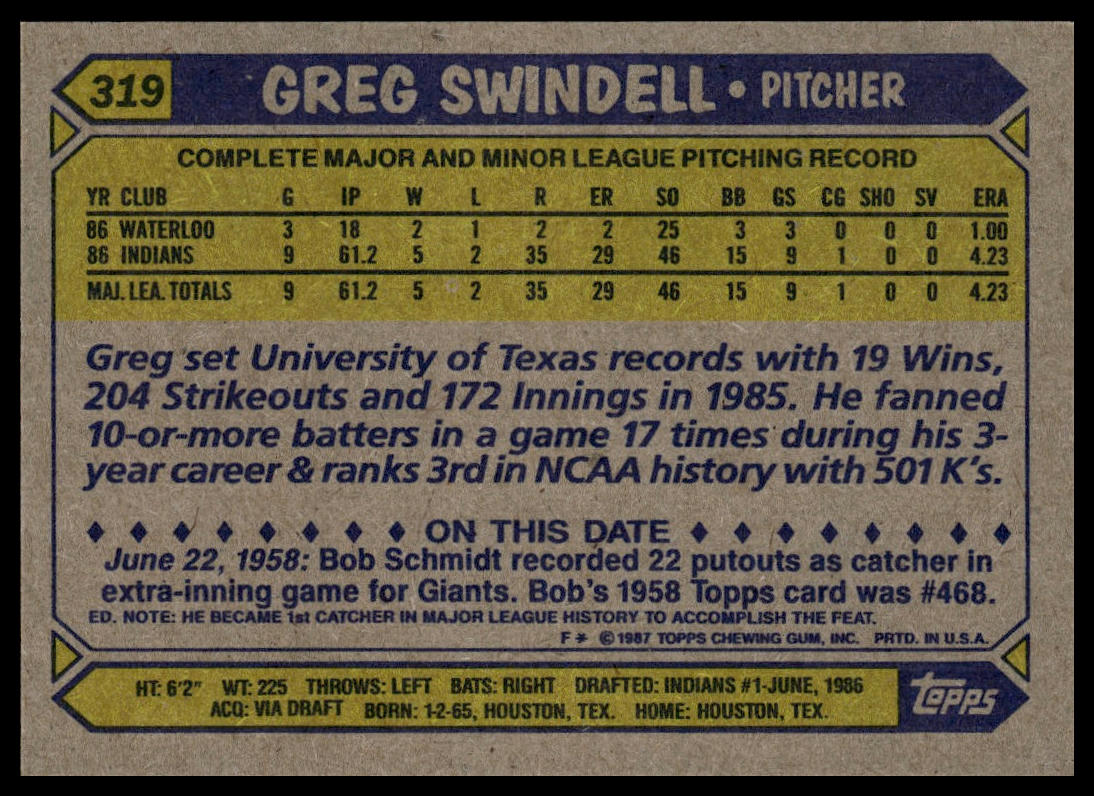 319 GREG SWINDELL • PITCHER
COMPLETE MAJOR AND MINOR LEAGUE PITCHING RECORD
YR CLUB G IP W L R ER SO BB GS CG SHO SV ERA
86 WATERLOO 3 18 2 1 2 2 25 3 3 0 0 0 1.00
86 INDIANS 9 61.2 5 2 35 29 46 15 9 1 0 0 4.23
MAJ. LEA. TOTALS 9 61.2 5 2 35 29 46 15 9 1 0 0 4.23
Greg set University of Texas records with 19 Wins,
204 Strikeouts and 172 Innings in 1985. He fanned
10-or-more batters in a game 17 times during his 3-
year career & ranks 3rd in NCAA history with 501 K's.
♦ ♦ ♦ ♦ ♦ ♦ ♦ ♦ ON THIS DATE ♦ ♦ ♦ ♦ ♦ ♦ ♦ ♦
June 22, 1958: Bob Schmidt recorded 22 putouts as catcher in
extra-inning game for Giants. Bob's 1958 Topps card was #468.
ED. NOTE: HE BECAME 1st CATCHER IN MAJOR LEAGUE HISTORY TO ACCOMPLISH THE FEAT.
F * © 1987 TOPPS CHEWING GUM, INC. PRTD. IN U.S.A.
HT: 6'2" WT: 225 THROWS: LEFT BATS: RIGHT DRAFTED: INDIANS #1-JUNE, 1986
ACQ: VIA DRAFT BORN: 1-2-65, HOUSTON, TEX. HOME: HOUSTON, TEX.
topps